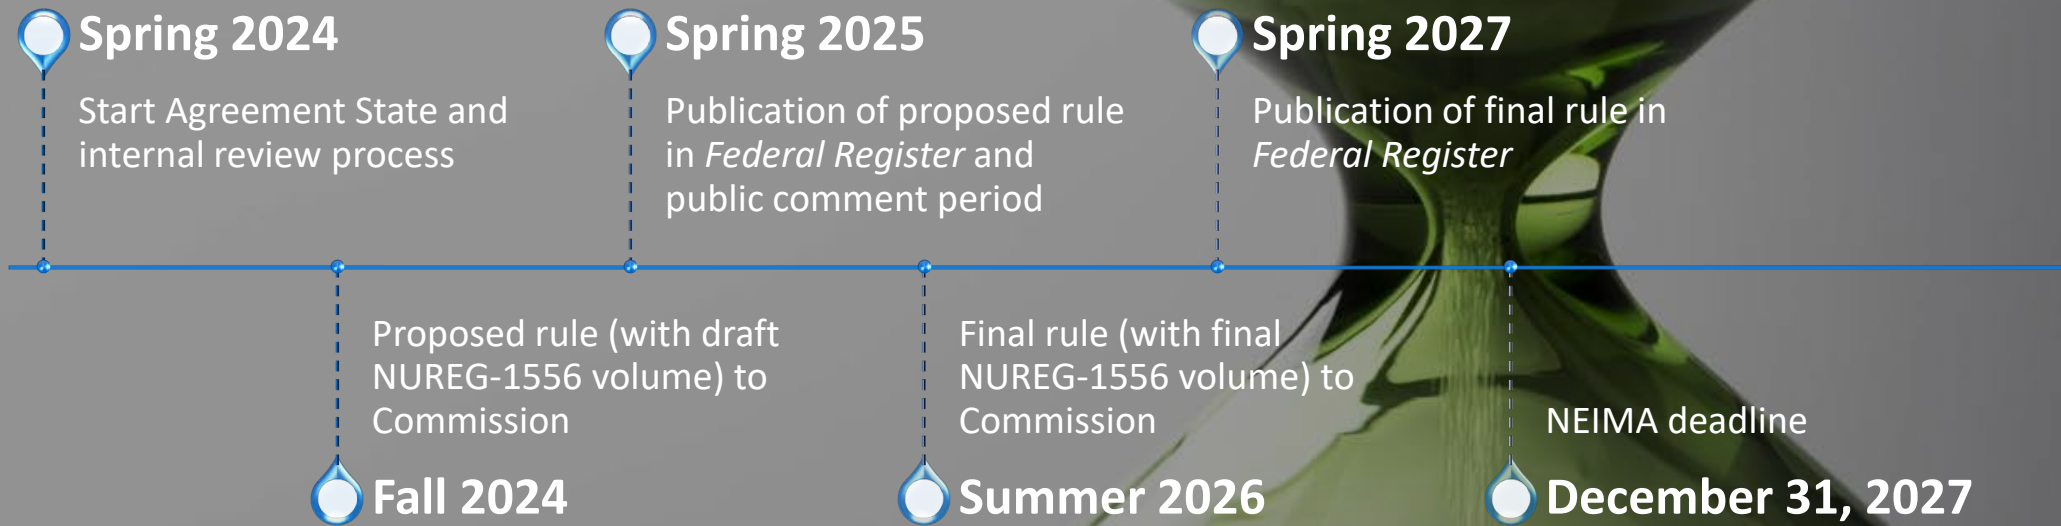 Spring 2024
Start Agreement State and
internal review process
Proposed rule (with draft
NUREG-1556 volume) to
Commission
Fall 2024
Spring 2025
Publication of proposed rule
in Federal Register and
public comment period
Final rule (with final
NUREG-1556 volume) to
Commission
Summer 2026
Spring 2027
Publication of final rule in
Federal Register
NEIMA deadline
December 31, 2027